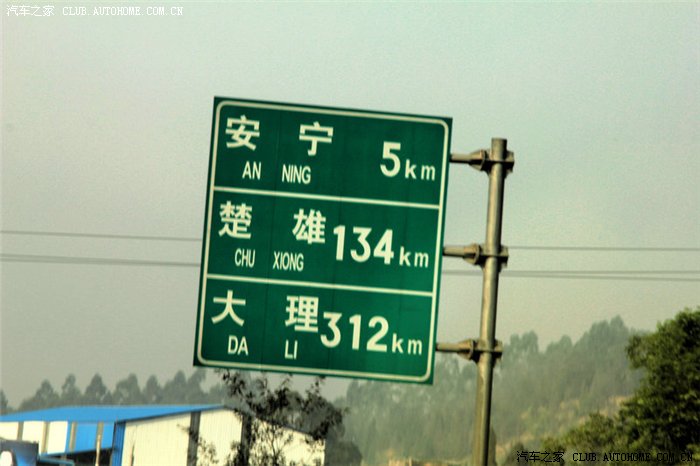 汽车之家 CLUB.AUTOHOME.COM.CN
安 宁 5km
AN NING
楚 雄 134km
CHU XIONG
大 理 312km
DA LI
汽车之家 CLUB.AUTOHOME.COM.CN